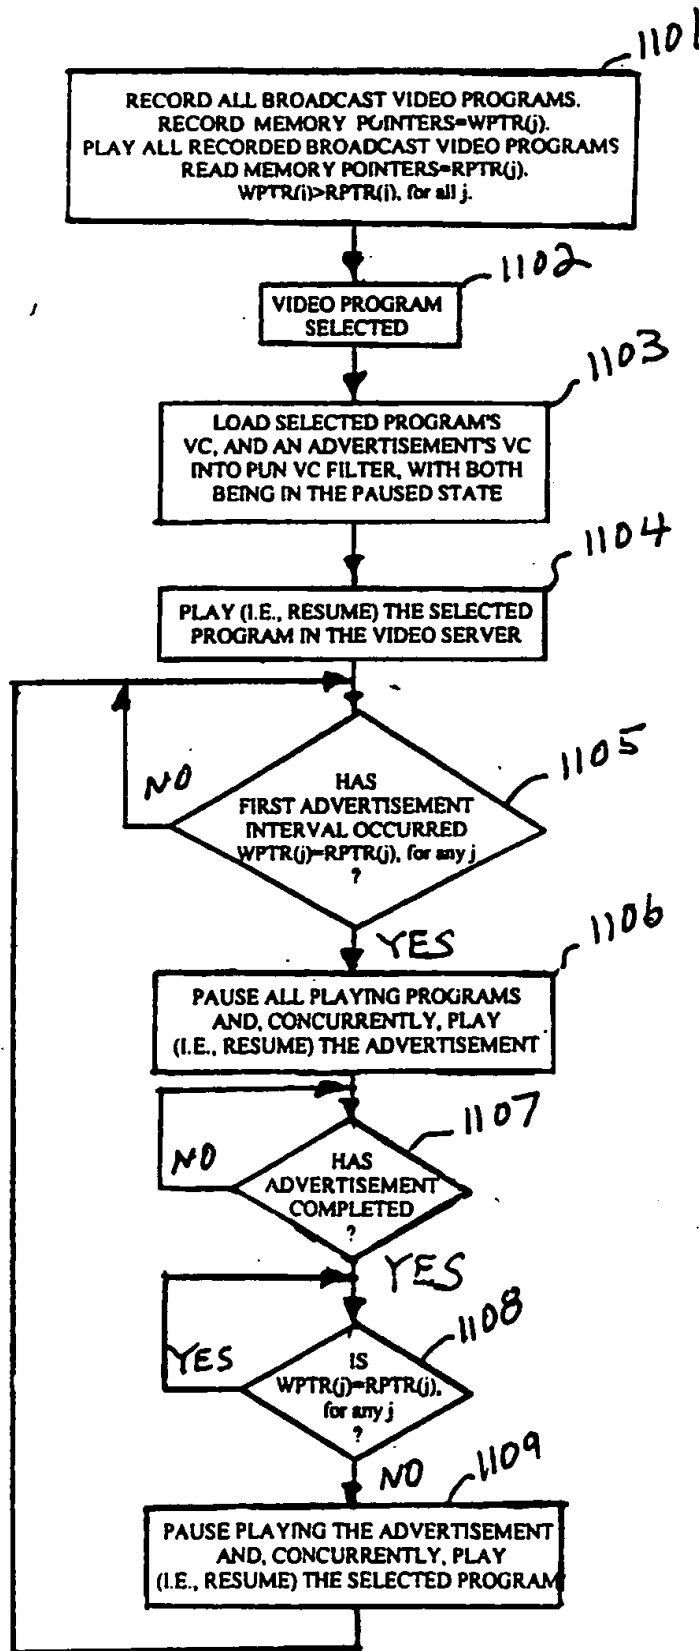 1101
RECORD ALL BROADCAST VIDEO PROGRAMS.
RECORD MEMORY POINTERS=WPTR(j).
PLAY ALL RECORDED BROADCAST VIDEO PROGRAMS
READ MEMORY POINTERS=RPTR(j).
WPTR(j)>RPTR(j), for all j.
1102
VIDEO PROGRAM
SELECTED
1103
LOAD SELECTED PROGRAM'S
VC, AND AN ADVERTISEMENT'S VC
INTO PUN VC FILTER, WITH BOTH
BEING IN THE PAUSED STATE
1104
PLAY (I.E., RESUME) THE SELECTED
PROGRAM IN THE VIDEO SERVER
1105
NO
HAS
FIRST ADVERTISEMENT
INTERVAL OCCURRED
WPTR(j)=RPTR(j), for any j
?
YES
1106
PAUSE ALL PLAYING PROGRAMS
AND, CONCURRENTLY, PLAY
(I.E., RESUME) THE ADVERTISEMENT
1107
NO
HAS
ADVERTISEMENT
COMPLETED
?
YES
1108
YES
IS
WPTR(j)=RPTR(j),
for any j
?
NO
1109
PAUSE PLAYING THE ADVERTISEMENT
AND, CONCURRENTLY, PLAY
(I.E., RESUME) THE SELECTED PROGRAM